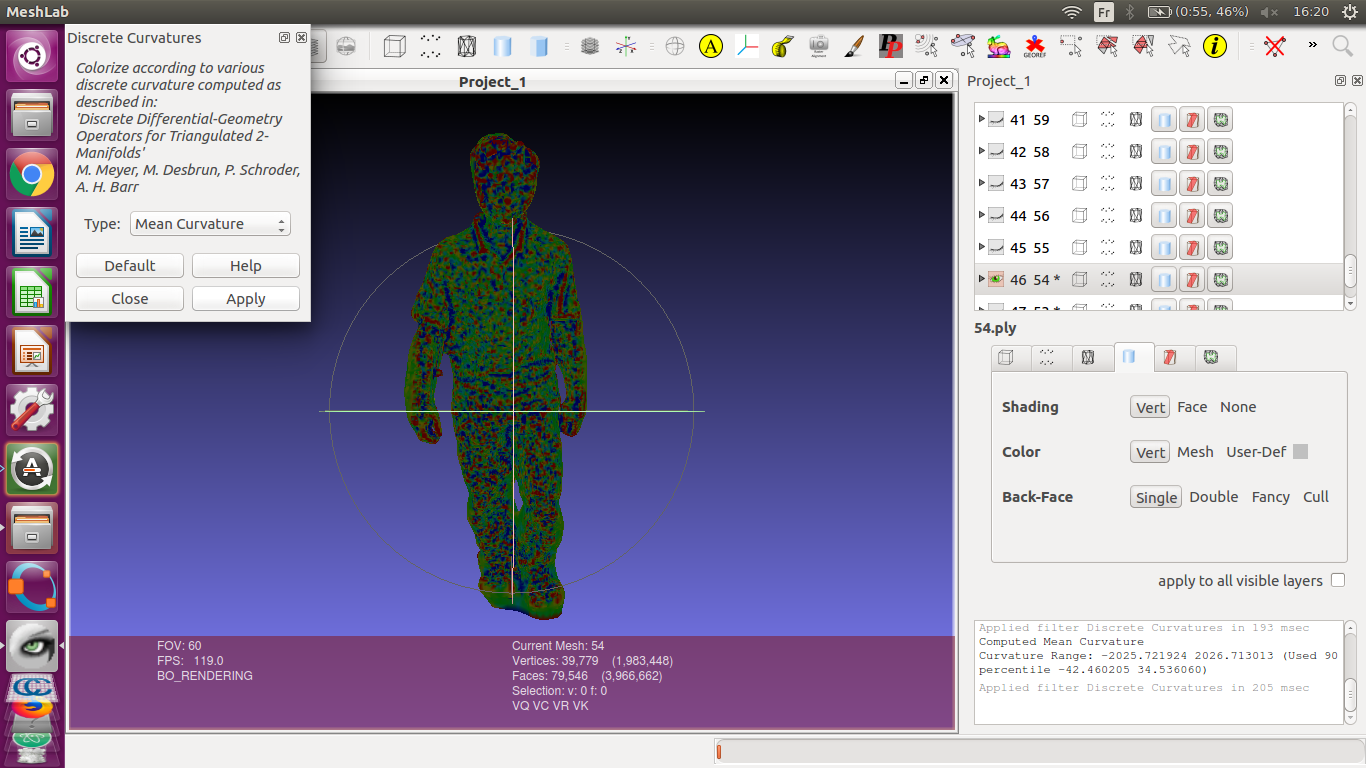 MeshLab
Fr
(0:55, 46%)
16:20
Discrete Curvatures
Colorize according to various
discrete curvature computed as
described in:
'Discrete Differential-Geometry
Operators for Triangulated 2-
Manifolds'
M. Meyer, M. Desbrun, P. Schroder,
A. H. Barr
Type:
Mean Curvature
Default
Help
Close
Apply
A
PP
GEOREF
i
»
Project_1
FOV: 60
FPS: 119.0
BO_RENDERING
Current Mesh: 54
Vertices: 39,779 (1,983,448)
Faces: 79,546 (3,966,662)
Selection: v: 0 f: 0
VQ VC VR VK
Project_1
41 59
42 58
43 57
44 56
45 55
46 54 *
54.ply
Shading
Vert Face None
Color
Vert Mesh User-Def
Back-Face
Single Double Fancy Cull
apply to all visible layers
Applied filter Discrete Curvatures in 193 msec
Computed Mean Curvature
Curvature Range: -2025.721924 2026.713013 (Used 90
percentile -42.460205 34.536060)
Applied filter Discrete Curvatures in 205 msec